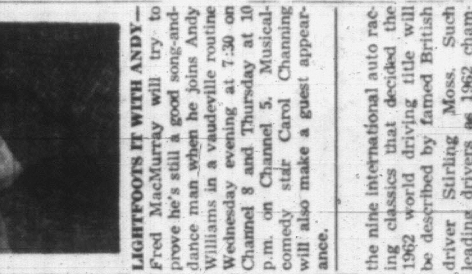 LIGHTFOOTS IT WITH ANDY—
Fred MacMurray will try to
prove he's still a good song-and-
dance man when he joins Andy
Williams in a vaudeville routine
Wednesday evening at 7:30 on
Channel 8 and Thursday at 10
p.m. on Channel 5. Musical-
comedy star Carol Channing
will also make a guest appear-
ance.
the nine international auto rac-
ing classics that decided the
1962 world driving title will
be described by famed British
driver Stirling Moss. Such
drivers 1962